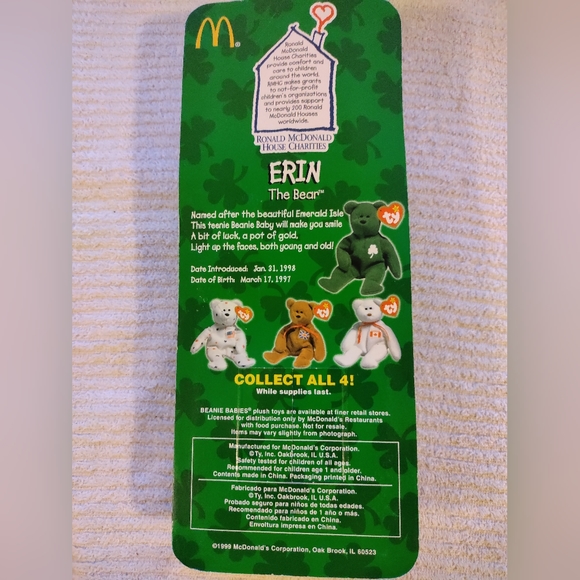 M
Ronald
McDonald
House Charities
provide comfort and
care to children
around the world.
RMHC makes grants
to not-for-profit
children's organizations
and provides support
to nearly 200 Ronald
McDonald Houses
worldwide.
RONALD McDONALD
HOUSE CHARITIES
ERIN
The Bear™
Named after the beautiful Emerald Isle
This teenie Beanie Baby will make you smile
A bit of luck, a pot of gold,
Light up the faces, both young and old!
Date Introduced: Jan. 31, 1998
Date of Birth: March 17, 1997
ty
ty
ty
ty
COLLECT ALL 4!
While supplies last.
BEANIE BABIES® plush toys are available at finer retail stores.
Licensed for distribution only by McDonald's Restaurants
with food purchase. Not for resale.
Items may vary slightly from photograph.
Manufactured for McDonald's Corporation.
©Ty, Inc. Oakbrook, IL U.S.A.
Safety tested for children of all ages.
Recommended for children age 1 and older.
Contents made in China. Packaging printed in China.
Fabricado para McDonald's Corporation.
©Ty, Inc. Oakbrook, IL U.S.A.
Probado seguro para niños de todas edades.
Recomendado para niños de 1 año o más.
Contenido fabricado en China.
Envoltura impresa en China.
©1999 McDonald's Corporation, Oak Brook, IL 60523